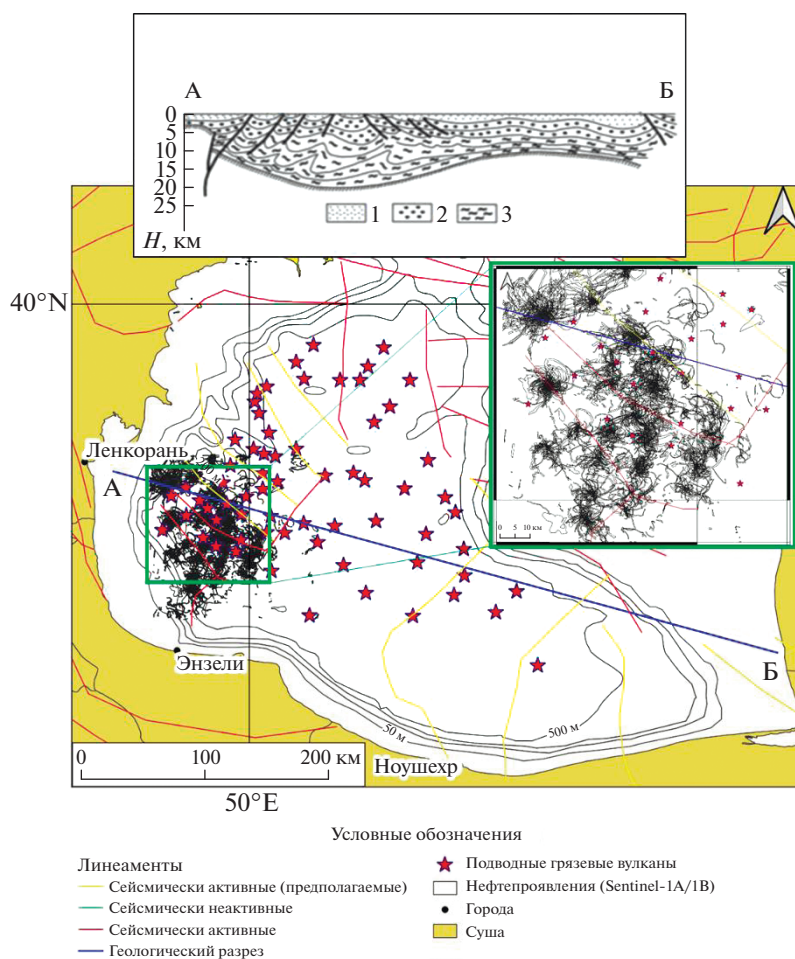 А
Б
0
5
10
15
20
25
H, км
1
2
3
40°N
Ленкорань
А
0 5 10 км
Энзели
Б
50 м
500 м
0
100
200 км
Ноушехр
50°E
Условные обозначения
Линеаменты
Сейсмически активные (предполагаемые)
Сейсмически неактивные
Сейсмически активные
Геологический разрез
Подводные грязевые вулканы
Нефтепроявления (Sentinel-1A/1B)
Города
Суша